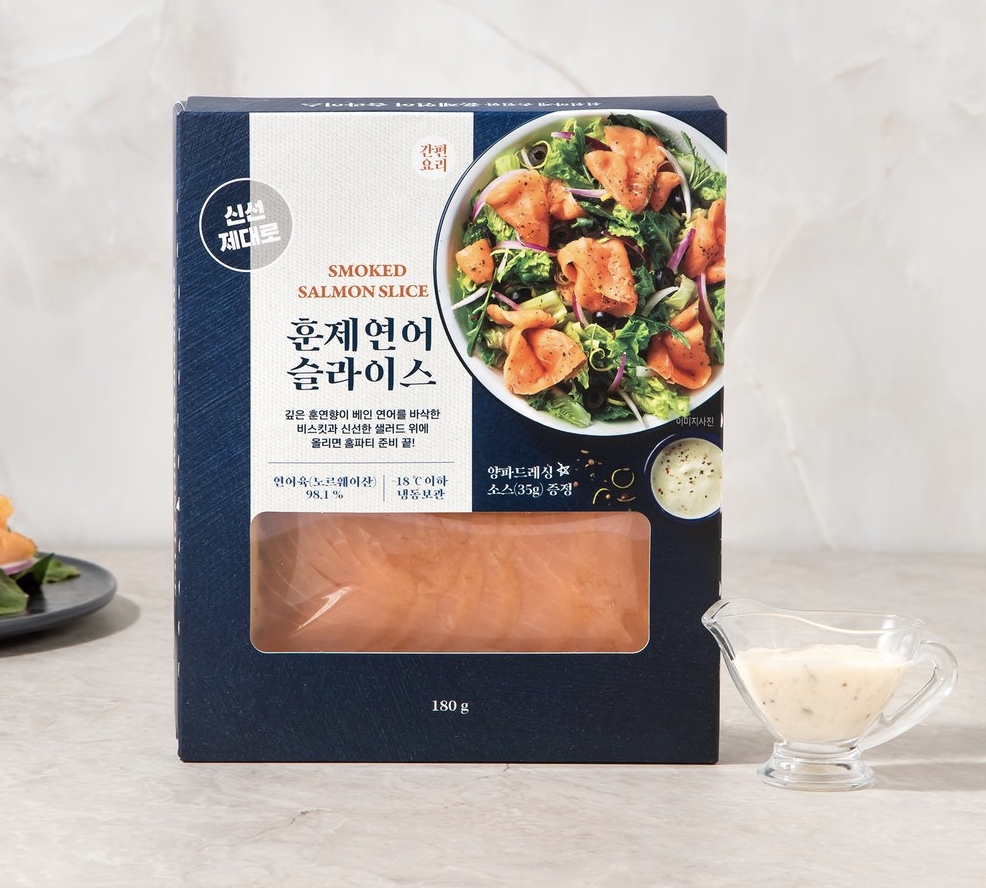 간편
요리
신선
제대로
SMOKED
SALMON SLICE
훈제연어
슬라이스
깊은 훈연향이 베인 연어를 바삭한
비스킷과 신선한 샐러드 위에
올리면 홈파티 준비 끝!
연어육(노르웨이산)
98.1 %
-18 ℃ 이하
냉동보관
이미지사진
양파드레싱
소스(35g) 증정
180 g